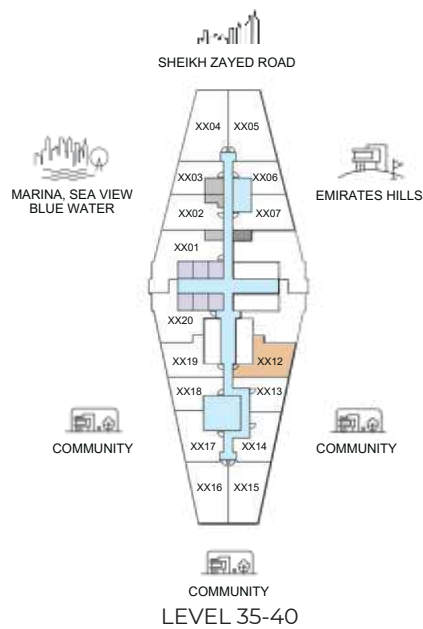 SHEIKH ZAYED ROAD
XX04 XX05
MARINA, SEA VIEW
BLUE WATER
EMIRATES HILLS
XX03 XX06
XX02 XX07
XX01
XX20
XX19 XX12
XX18 XX13
COMMUNITY
COMMUNITY
XX17 XX14
XX16 XX15
COMMUNITY
LEVEL 35-40